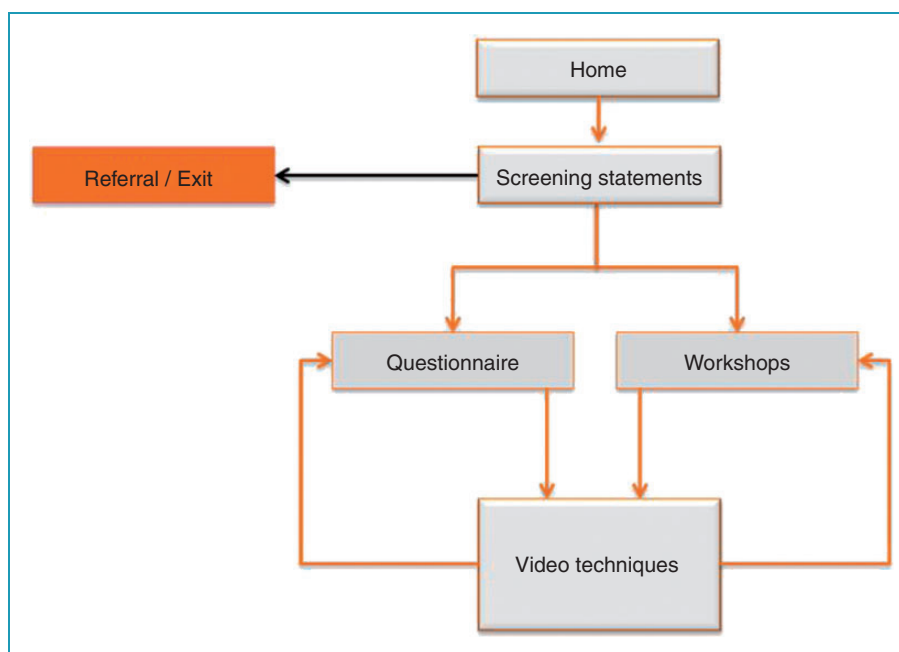 Home
Screening statements
Referral / Exit
Questionnaire
Workshops
Video techniques